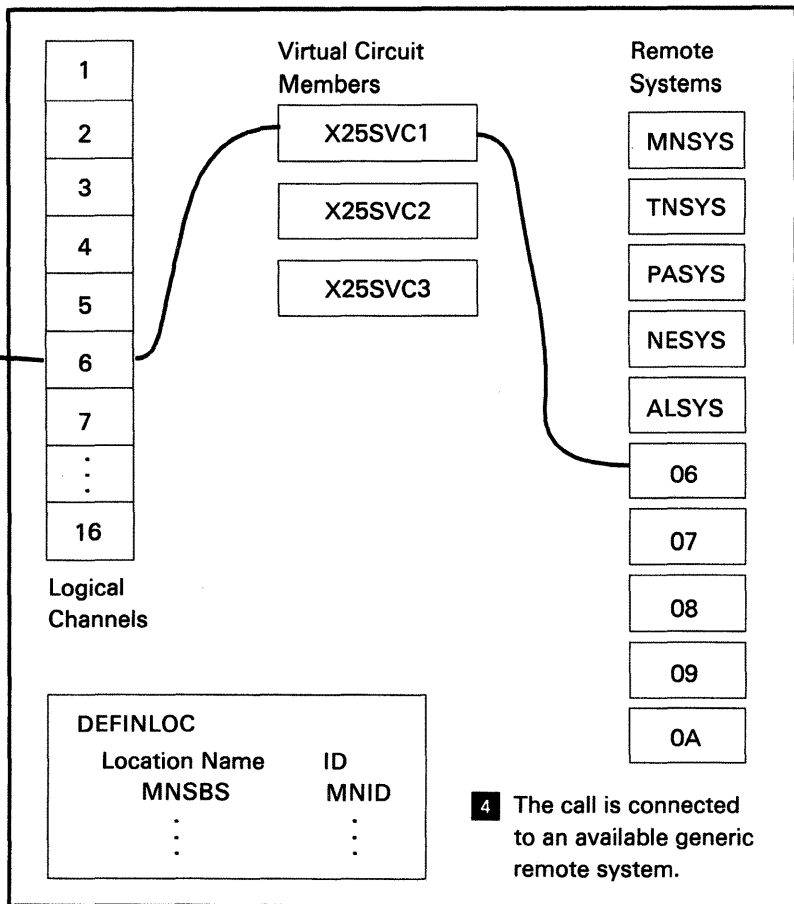 1
2
3
4
5
6
7
⋮
16
Logical
Channels
Virtual Circuit
Members
X25SVC1
X25SVC2
X25SVC3
Remote
Systems
MNSYS
TNSYS
PASYS
NESYS
ALSYS
06
07
08
09
0A
DEFINLOC
Location Name ID
MNSBS MNID
⋮ ⋮
4 The call is connected
to an available generic
remote system.